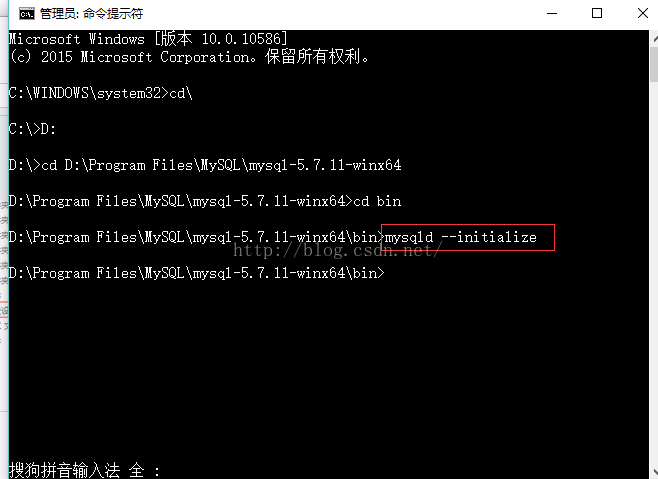 管理员: 命令提示符
Microsoft Windows [版本 10.0.10586]
(c) 2015 Microsoft Corporation。保留所有权利。
C:\WINDOWS\system32>cd\
C:\>D:
D:\>cd D:\Program Files\MySQL\mysql-5.7.11-winx64
D:\Program Files\MySQL\mysql-5.7.11-winx64>cd bin
D:\Program Files\MySQL\mysql-5.7.11-winx64\bin>mysqld --initialize
http://blog.csdn.net/
D:\Program Files\MySQL\mysql-5.7.11-winx64\bin>
搜狗拼音输入法 全 :